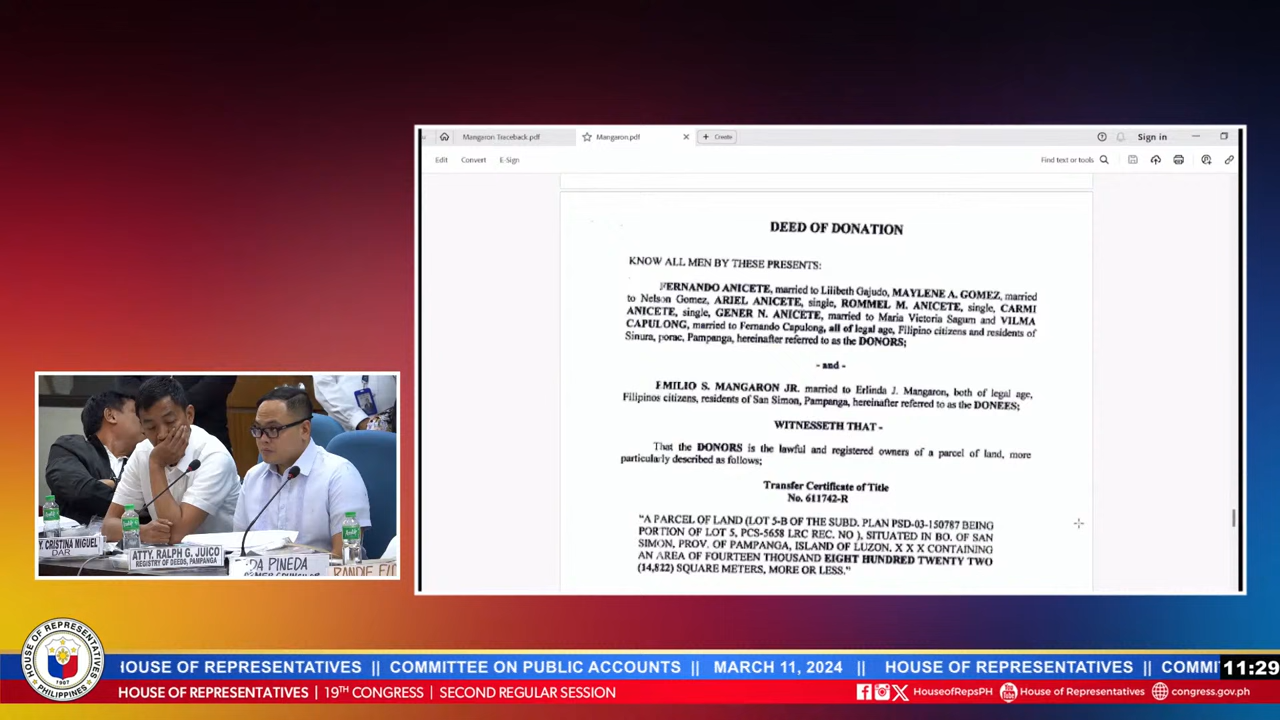 Mangaron Traceback.pdf
Mangaron.pdf
Create
Sign in
Edit
Convert
E-Sign
Find text or tools
DEED OF DONATION
KNOW ALL MEN BY THESE PRESENTS:
FERNANDO ANICETE, married to Lilibeth Gajudo, MAYLENE A. GOMEZ, married
to Nelson Gomez, ARIEL ANICETE, single, ROMMEL M. ANICETE, single, CARMI
ANICETE, single, GENER N. ANICETE, married to Maria Victoria Sagum and VILMA
CAPULONG, married to Fernando Capulong, all of legal age, Filipino citizens and residents of
Sinura, porac, Pampanga, hereinafter referred to as the DONORS;
- and -
EMILIO S. MANGARON JR. married to Erlinda J. Mangaron, both of legal age,
Filipinos citizens, residents of San Simon, Pampanga, hereinafter referred to as the DONEES;
WITNESSETH THAT -
That the DONORS is the lawful and registered owners of a parcel of land, more
particularly described as follows;
Transfer Certificate of Title
No. 611742-R
"A PARCEL OF LAND (LOT 5-B OF THE SUBD. PLAN PSD-03-150787 BEING
PORTION OF LOT 5, PCS-5658 LRC REC. NO ), SITUATED IN BO. OF SAN
SIMON, PROV. OF PAMPANGA, ISLAND OF LUZON. X X X CONTAINING
AN AREA OF FOURTEEN THOUSAND EIGHT HUNDRED TWENTY TWO
(14,822) SQUARE METERS, MORE OR LESS."
Y. CRISTINA MIGUEL
DAR
ATTY. RALPH G. JUICO
REGISTRY OF DEEDS, PAMPANGA
DA PINEDA
RANDIE
HOUSE OF REPRESENTATIVES
PHILIPPINES
1907
HOUSE OF REPRESENTATIVES || COMMITTEE ON PUBLIC ACCOUNTS || MARCH 11, 2024 || HOUSE OF REPRESENTATIVES || COMMI
11:29
HOUSE OF REPRESENTATIVES | 19TH CONGRESS | SECOND REGULAR SESSION
HouseofRepsPH
House of Representatives
congress.gov.ph